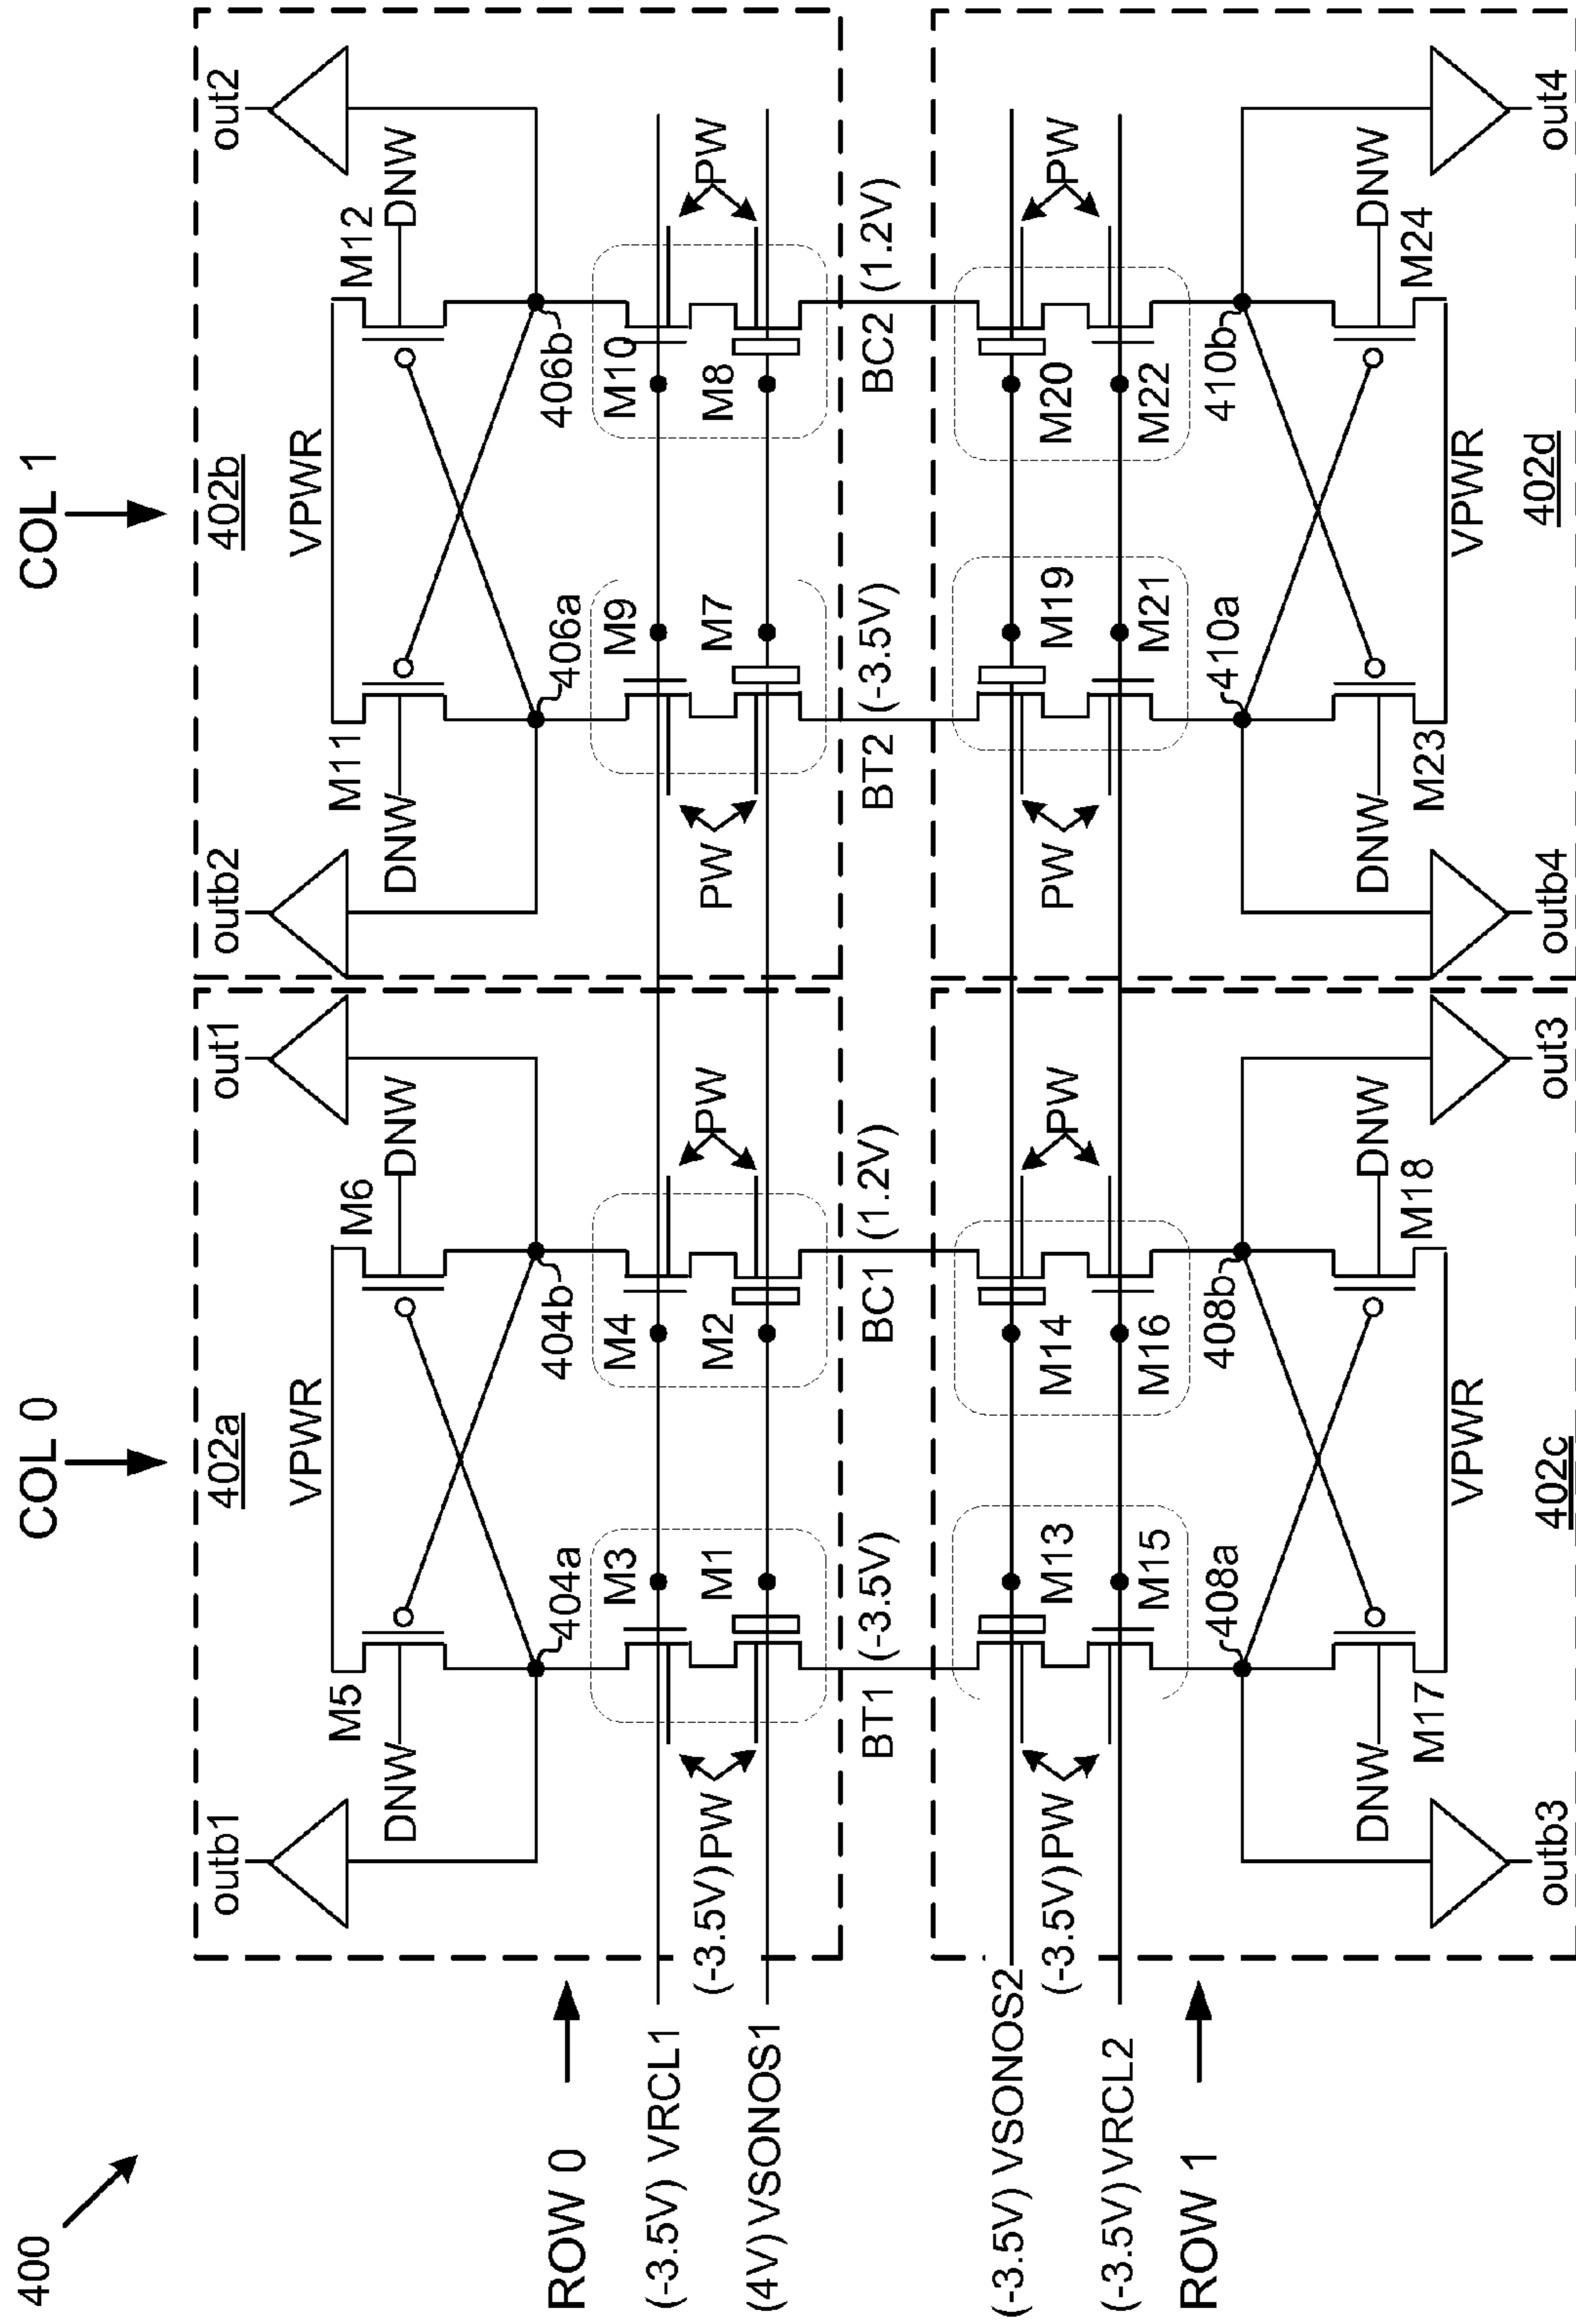 400
COL 0
COL 1
402a
402b
outb1
out1
outb2
out2
VPWR
VPWR
M5
M6
M11
M12
DNW
DNW
DNW
DNW
404a
404b
406a
406b
ROW 0
(-3.5V) VRCL1
M3
M4
M9
M10
(-3.5V) PW
PW
PW
PW
(4V) VSONOS1
M1
M2
M7
M8
BT1 (-3.5V)
BC1 (1.2V)
BT2 (-3.5V)
BC2 (1.2V)
(-3.5V) VSONOS2
M13
M14
M19
M20
(-3.5V) PW
PW
PW
PW
(-3.5V) VRCL2
M15
M16
M21
M22
ROW 1
408a
408b
410a
410b
DNW
DNW
DNW
DNW
M17
M18
M23
M24
VPWR
VPWR
outb3
402c
out3
outb4
402d
out4